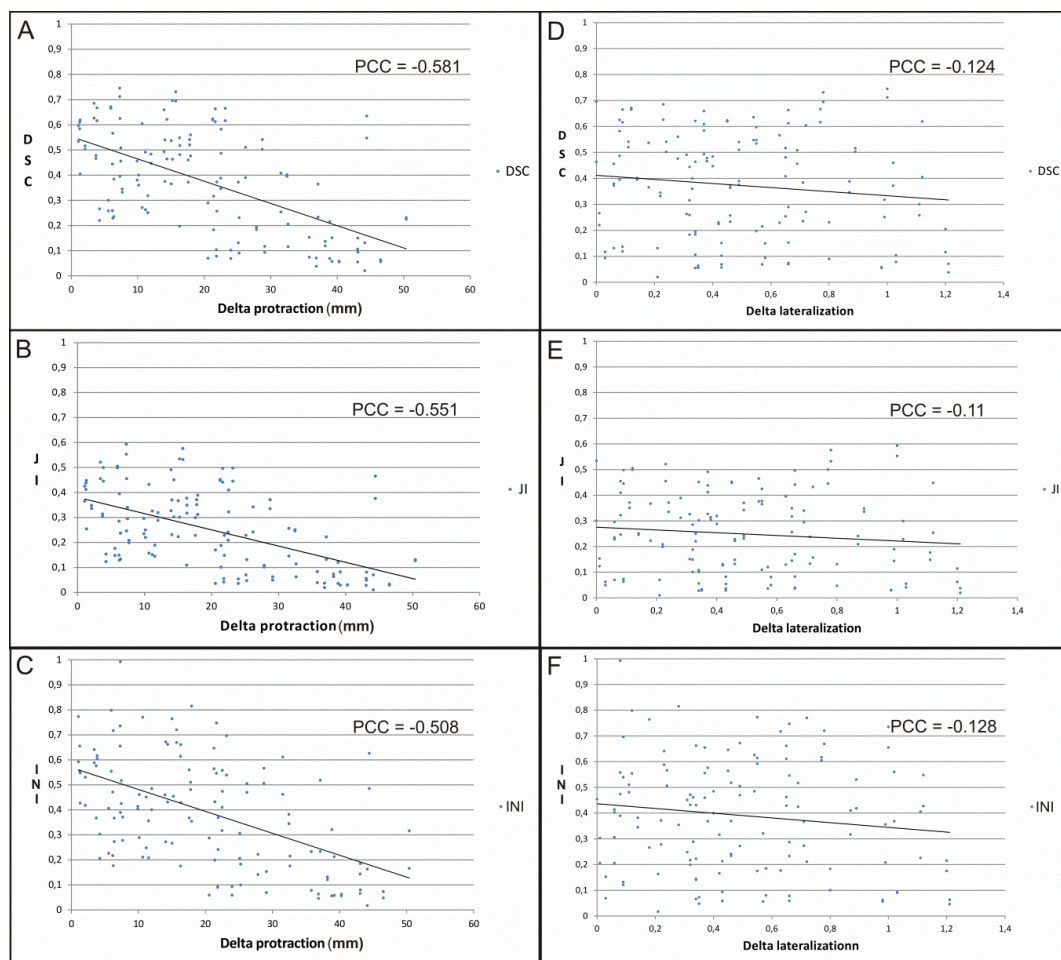 A
1
0,9
0,8
0,7
0,6
0,5
0,4
0,3
0,2
0,1
0
D
S
C
PCC = -0.581
DSC
0 10 20 30 40 50 60
Delta protraction (mm)
B
1
0,9
0,8
0,7
0,6
0,5
0,4
0,3
0,2
0,1
0
J
I
PCC = -0.551
JI
0 10 20 30 40 50 60
Delta protraction (mm)
C
1
0,9
0,8
0,7
0,6
0,5
0,4
0,3
0,2
0,1
0
I
N
I
PCC = -0.508
INI
0 10 20 30 40 50 60
Delta protraction (mm)
D
1
0,9
0,8
0,7
0,6
0,5
0,4
0,3
0,2
0,1
0
D
S
C
PCC = -0.124
DSC
0 0,2 0,4 0,6 0,8 1 1,2 1,4
Delta lateralization
E
1
0,9
0,8
0,7
0,6
0,5
0,4
0,3
0,2
0,1
0
J
I
PCC = -0.11
JI
0 0,2 0,4 0,6 0,8 1 1,2 1,4
Delta lateralization
F
1
0,9
0,8
0,7
0,6
0,5
0,4
0,3
0,2
0,1
0
I
N
I
PCC = -0.128
INI
0 0,2 0,4 0,6 0,8 1 1,2 1,4
Delta lateralizationn